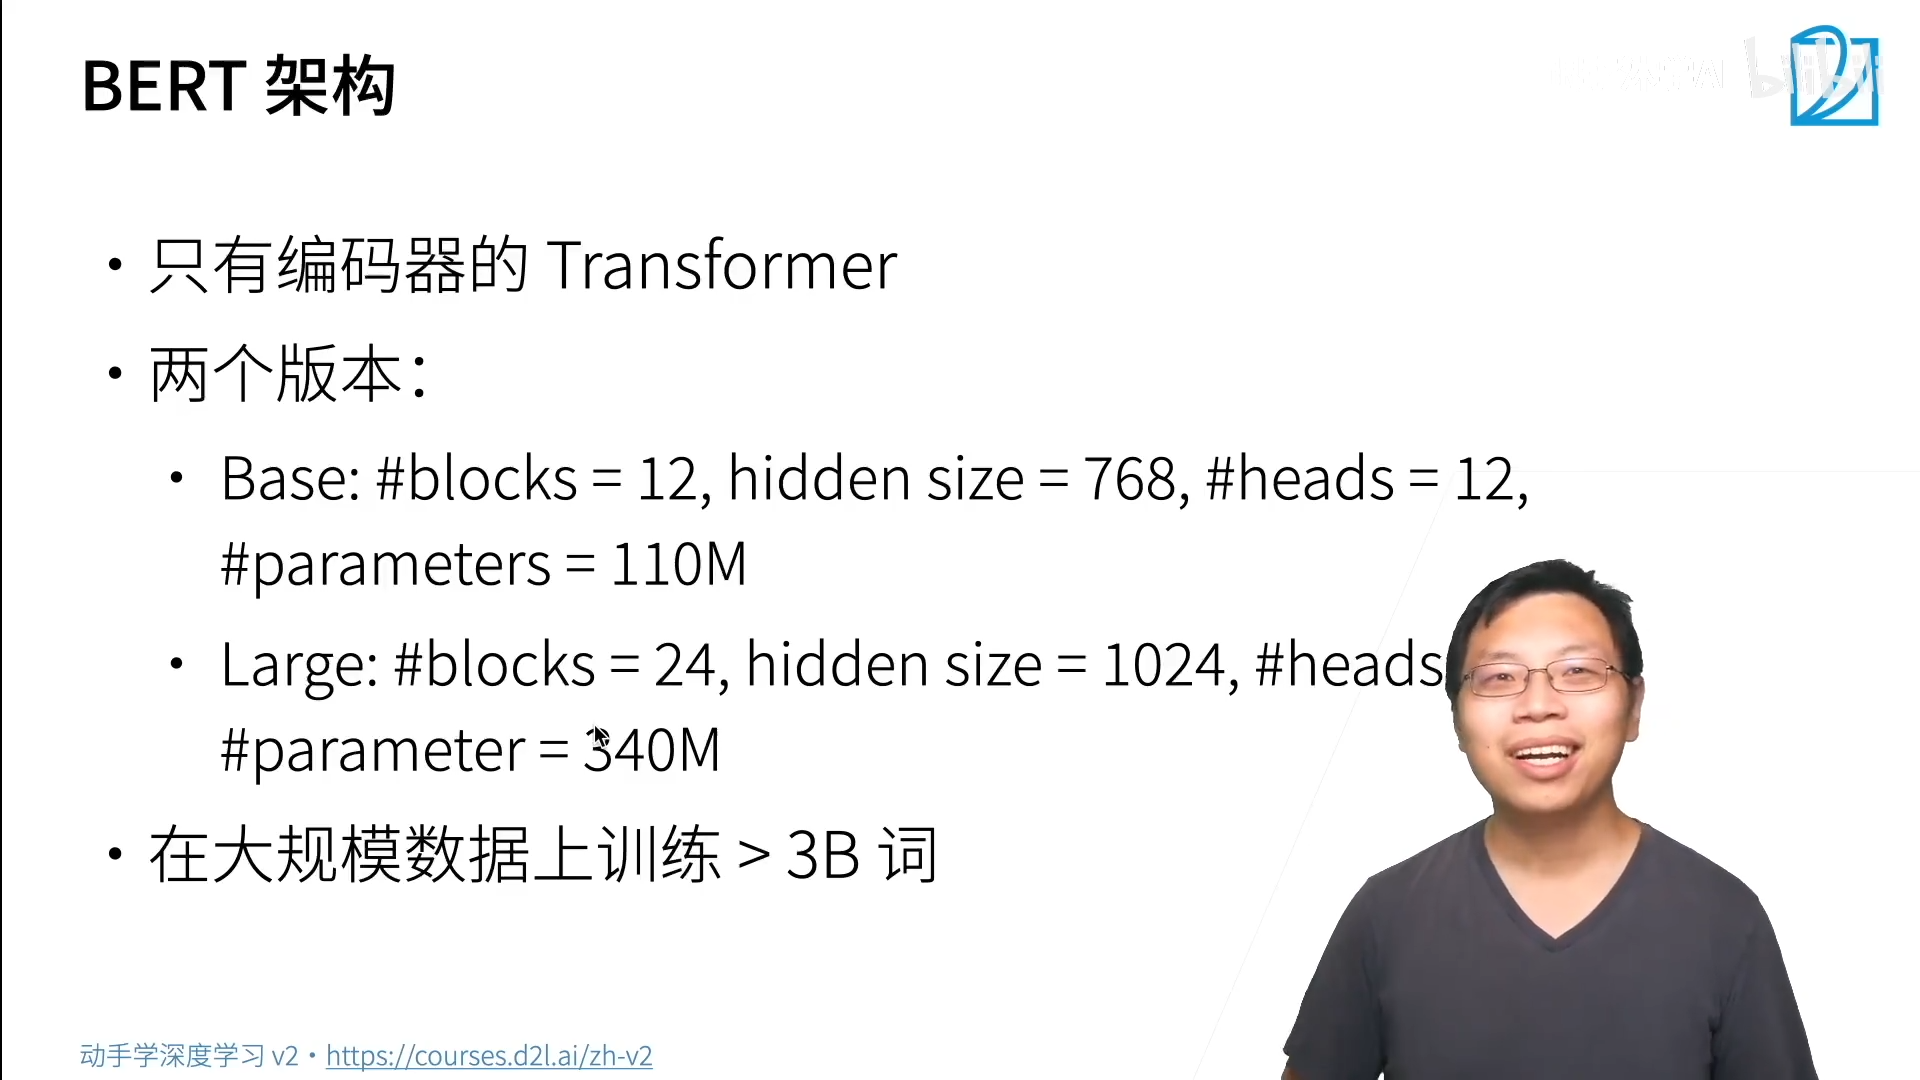 BERT 架构
• 只有编码器的 Transformer
• 两个版本：
• Base: #blocks = 12, hidden size = 768, #heads = 12,
#parameters = 110M
• Large: #blocks = 24, hidden size = 1024, #heads
#parameter = 340M
• 在大规模数据上训练 > 3B 词
动手学深度学习 v2 • https://courses.d2l.ai/zh-v2